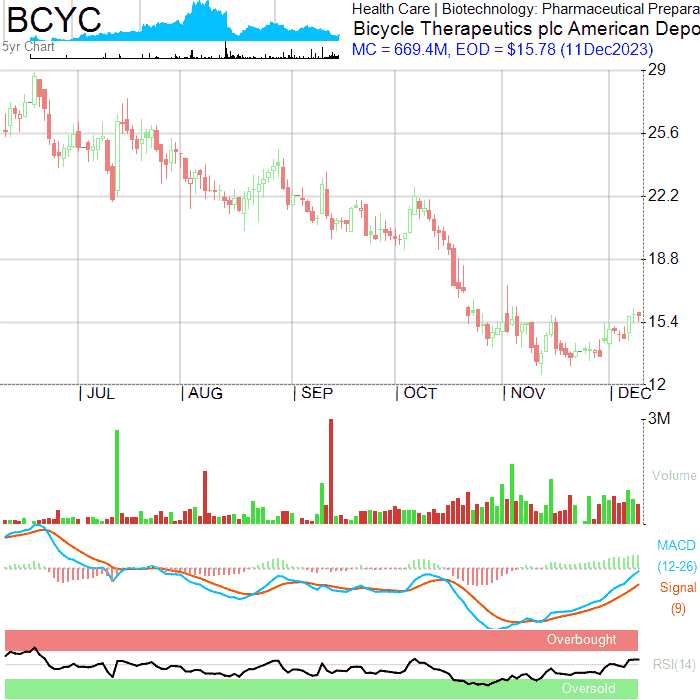 BCYC
5yr Chart
Health Care | Biotechnology: Pharmaceutical Prepara
Bicycle Therapeutics plc American Depo
MC = 669.4M, EOD = $15.78 (11Dec2023)
29
25.6
22.2
18.8
15.4
12
| JUL | AUG | SEP | OCT | NOV | DEC
3M
Volume
MACD
(12-26)
Signal
(9)
Overbought
RSI(14)
Oversold